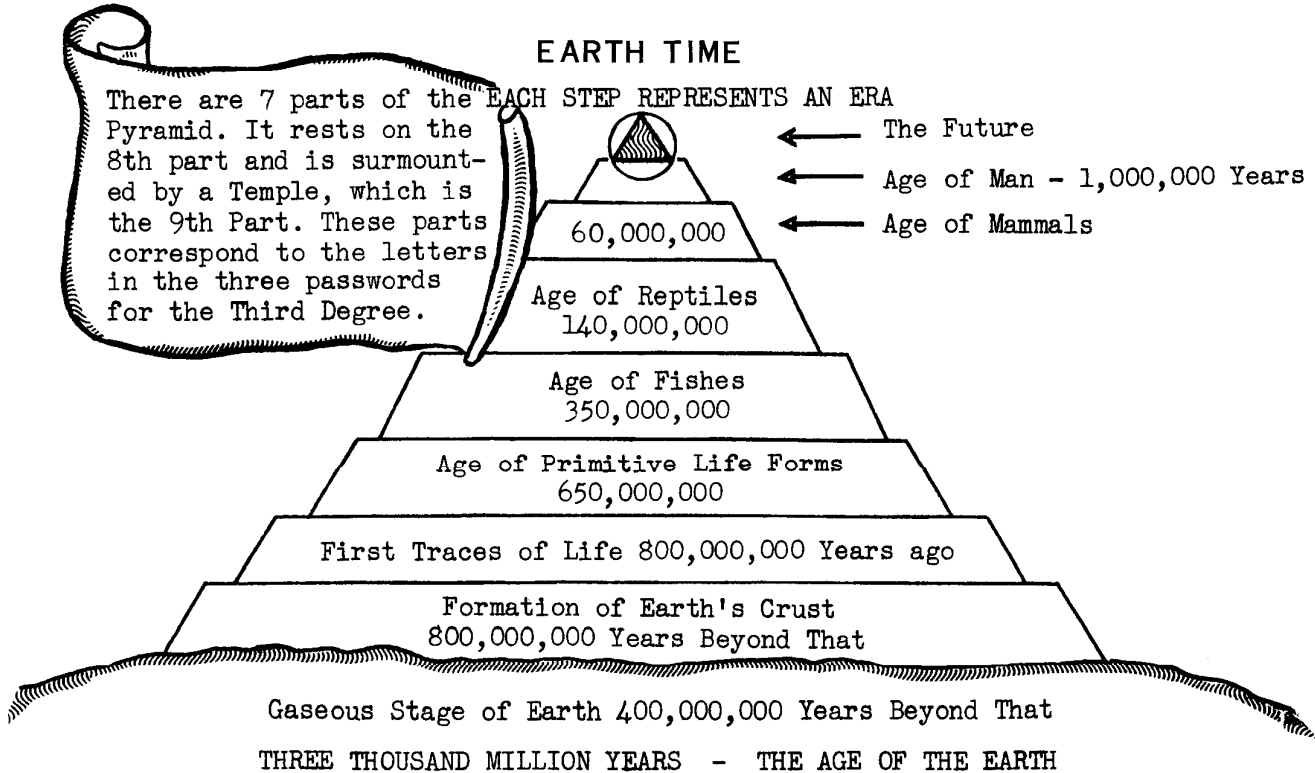 EARTH TIME
EACH STEP REPRESENTS AN ERA
There are 7 parts of the
Pyramid. It rests on the
8th part and is surmount-
ed by a Temple, which is
the 9th Part. These parts
correspond to the letters
in the three passwords
for the Third Degree.
The Future
Age of Man - 1,000,000 Years
Age of Mammals
60,000,000
Age of Reptiles
140,000,000
Age of Fishes
350,000,000
Age of Primitive Life Forms
650,000,000
First Traces of Life 800,000,000 Years ago
Formation of Earth's Crust
800,000,000 Years Beyond That
Gaseous Stage of Earth 400,000,000 Years Beyond That
THREE THOUSAND MILLION YEARS - THE AGE OF THE EARTH